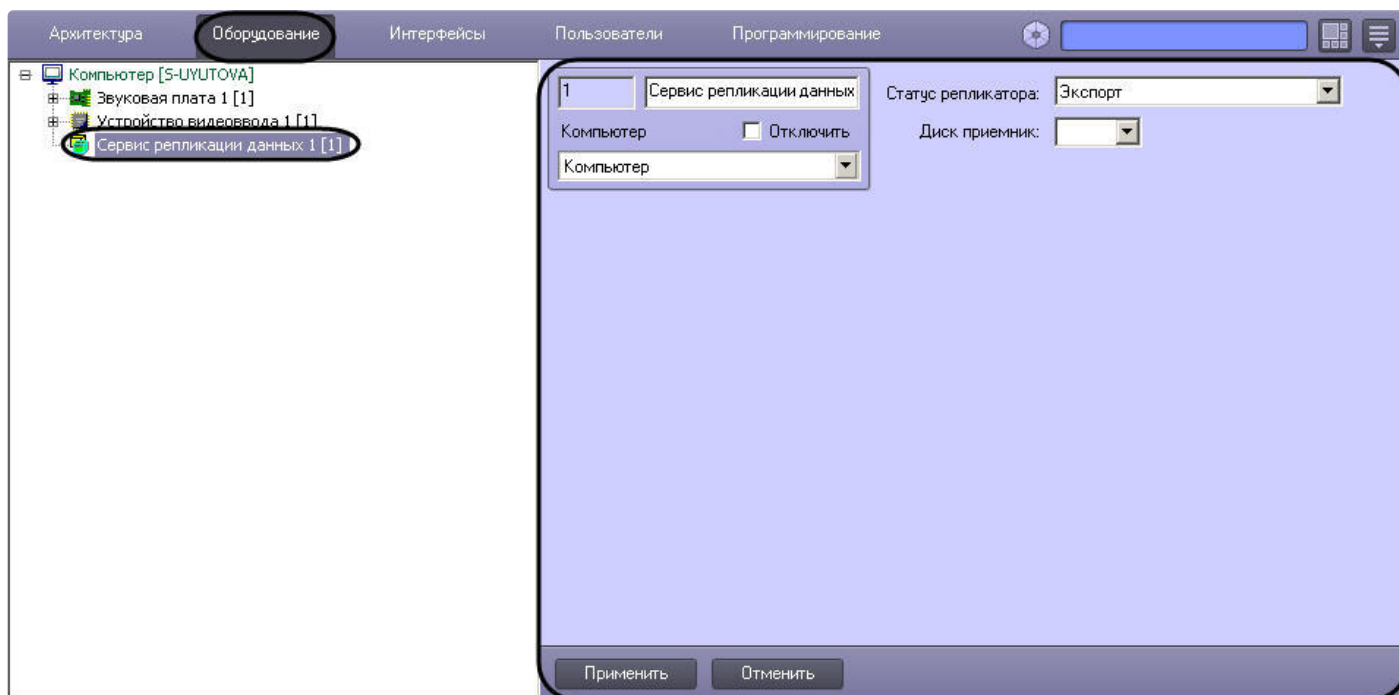 Архитектура Оборудование Интерфейсы Пользователи Программирование
Компьютер [S-UYUTOVA]
Звуковая плата 1 [1]
Устройство видеоввода 1 [1]
Сервис репликации данных 1 [1]
1 Сервис репликации данных
Компьютер Отключить
Компьютер
Статус репликатора: Экспорт
Диск приемник:
Применить Отменить